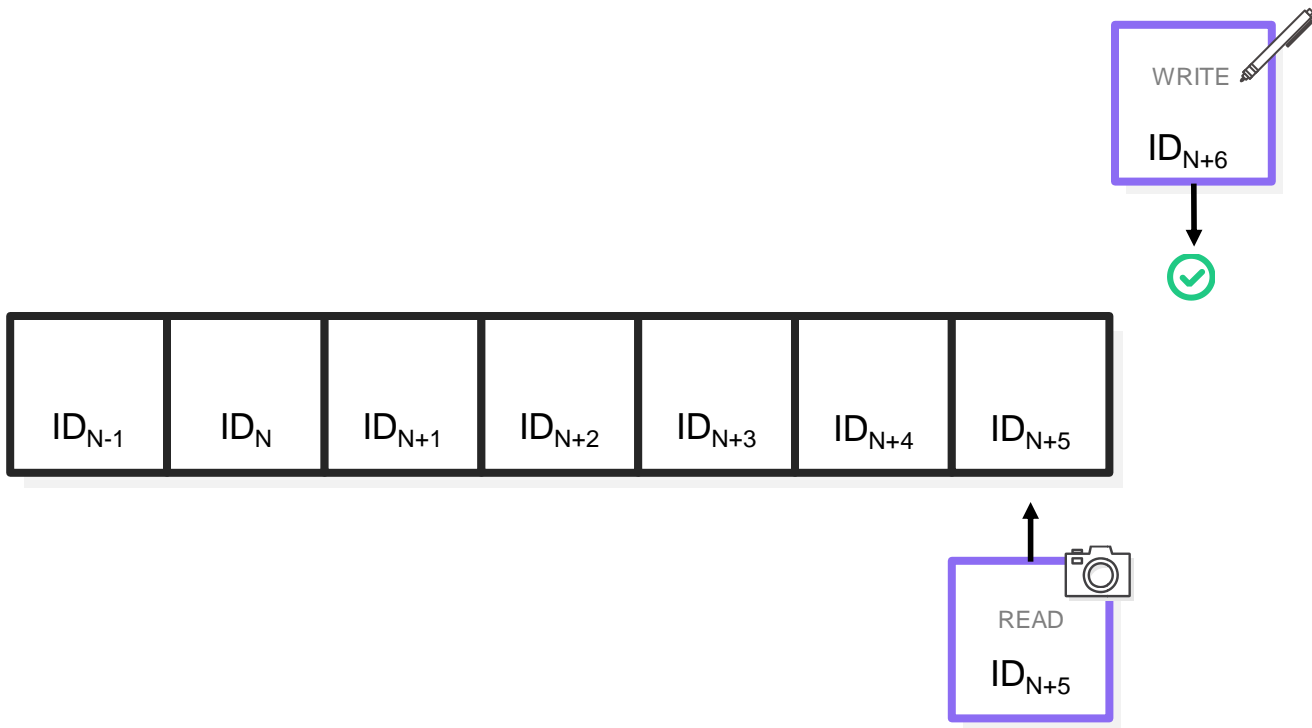 WRITE
ID_N+6
ID_N-1 ID_N ID_N+1 ID_N+2 ID_N+3 ID_N+4 ID_N+5
READ
ID_N+5